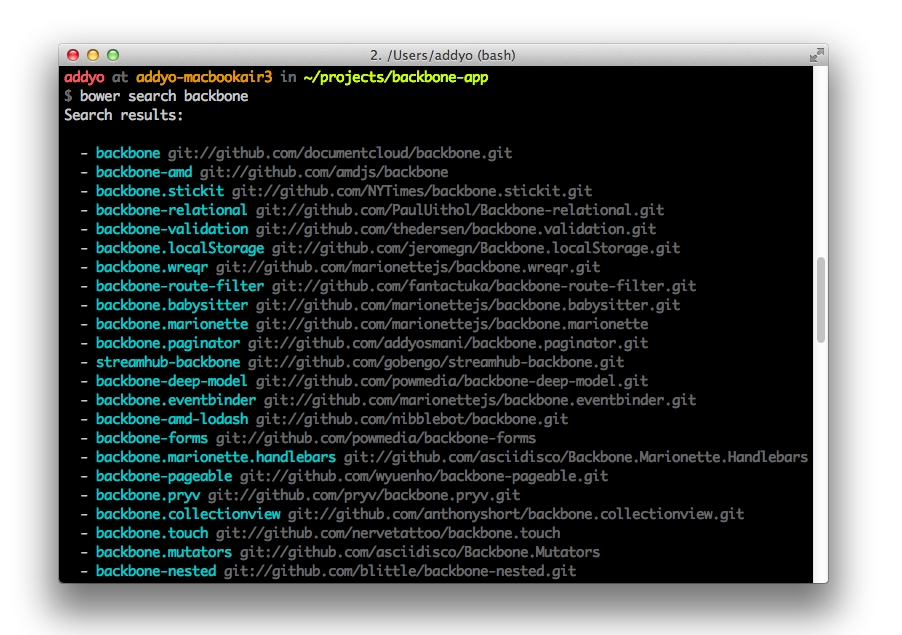 2. /Users/addyo (bash)
addyo at addyo-macbookair3 in ~/projects/backbone-app
$ bower search backbone
Search results:
- backbone git://github.com/documentcloud/backbone.git
- backbone-amd git://github.com/amdjs/backbone
- backbone.stickit git://github.com/NYTimes/backbone.stickit.git
- backbone-relational git://github.com/PaulUithol/Backbone-relational.git
- backbone-validation git://github.com/thedersen/backbone.validation.git
- backbone.localStorage git://github.com/jeromegn/Backbone.localStorage.git
- backbone.wreqr git://github.com/marionettejs/backbone.wreqr.git
- backbone-route-filter git://github.com/fantactuka/backbone-route-filter.git
- backbone.babysitter git://github.com/marionettejs/backbone.babysitter.git
- backbone.marionette git://github.com/marionettejs/backbone.marionette
- backbone.paginator git://github.com/addyosmani/backbone.paginator.git
- streamhub-backbone git://github.com/gobengo/streamhub-backbone.git
- backbone-deep-model git://github.com/powmedia/backbone-deep-model.git
- backbone.eventbinder git://github.com/marionettejs/backbone.eventbinder.git
- backbone-amd-lodash git://github.com/nibblebot/backbone.git
- backbone-forms git://github.com/powmedia/backbone-forms
- backbone.marionette.handlebars git://github.com/asciidisco/Backbone.Marionette.Handlebars
- backbone-pageable git://github.com/wyuenho/backbone-pageable.git
- backbone.pryv git://github.com/pryv/backbone.pryv.git
- backbone.collectionview git://github.com/anthonyshort/backbone.collectionview.git
- backbone.touch git://github.com/nervetattoo/backbone.touch
- backbone.mutators git://github.com/asciidisco/Backbone.Mutators
- backbone-nested git://github.com/blittle/backbone-nested.git